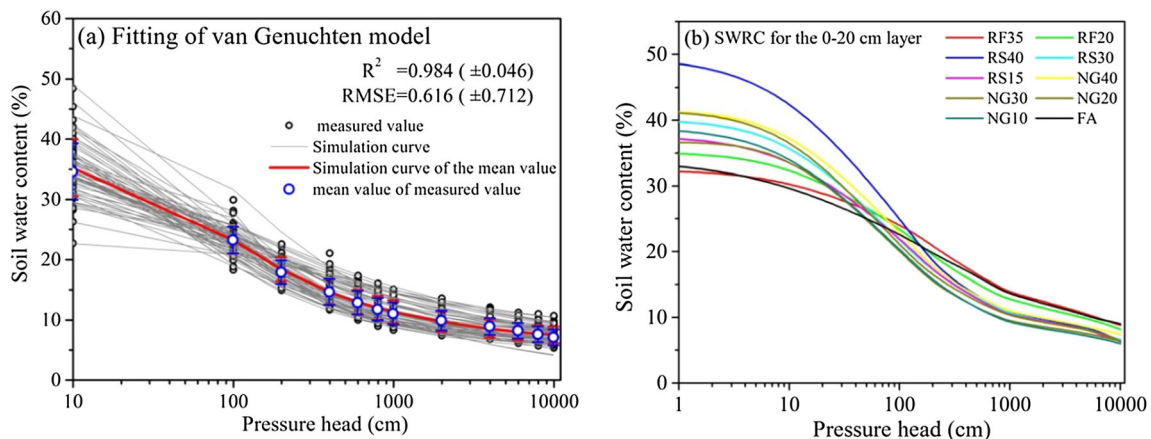 (a) Fitting of van Genuchten model
R² =0.984 ( ±0.046)
RMSE=0.616 ( ±0.712)
measured value
Simulation curve
Simulation curve of the mean value
mean value of measured value
Soil water content (%)
60
50
40
30
20
10
0
10 100 1000 10000
Pressure head (cm)
(b) SWRC for the 0-20 cm layer
RF35 RF20
RS40 RS30
RS15 NG40
NG30 NG20
NG10 FA
Soil water content (%)
50
40
30
20
10
0
1 10 100 1000 10000
Pressure head (cm)